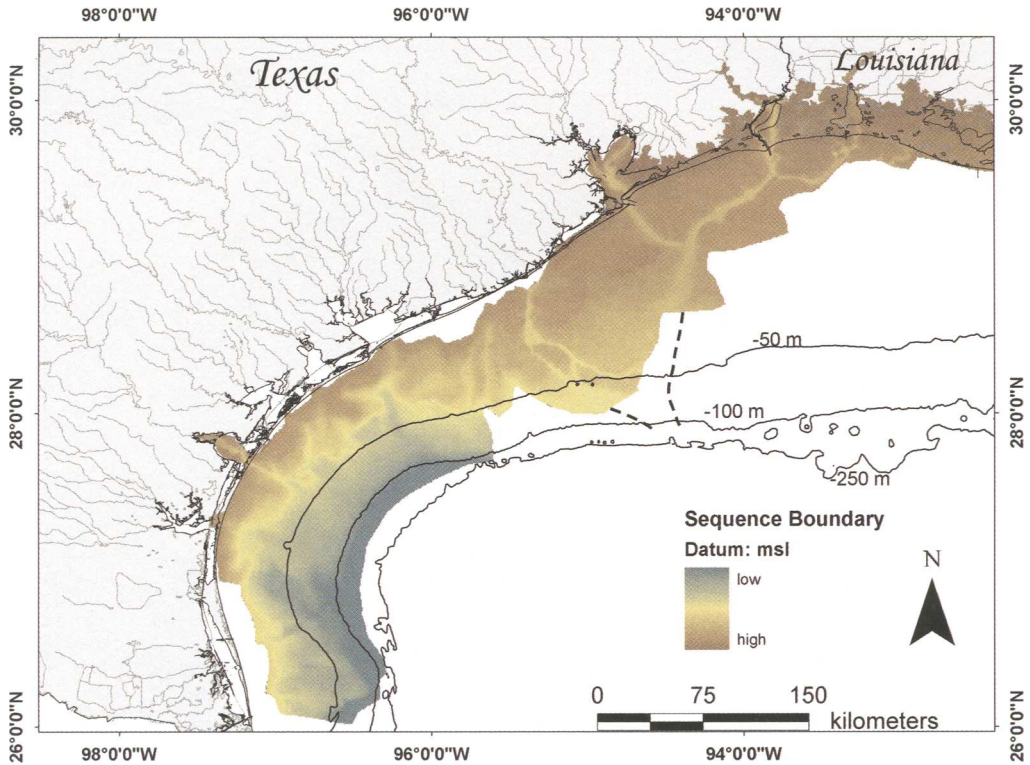 98°0'0"W 96°0'0"W 94°0'0"W
Texas
Louisiana
30°0'0"N
30°0'0"N
-50 m
28°0'0"N
28°0'0"N
-100 m
-250 m
Sequence Boundary
Datum: msl
low
high
N
0 75 150
kilometers
26°0'0"N
26°0'0"N
98°0'0"W 96°0'0"W 94°0'0"W